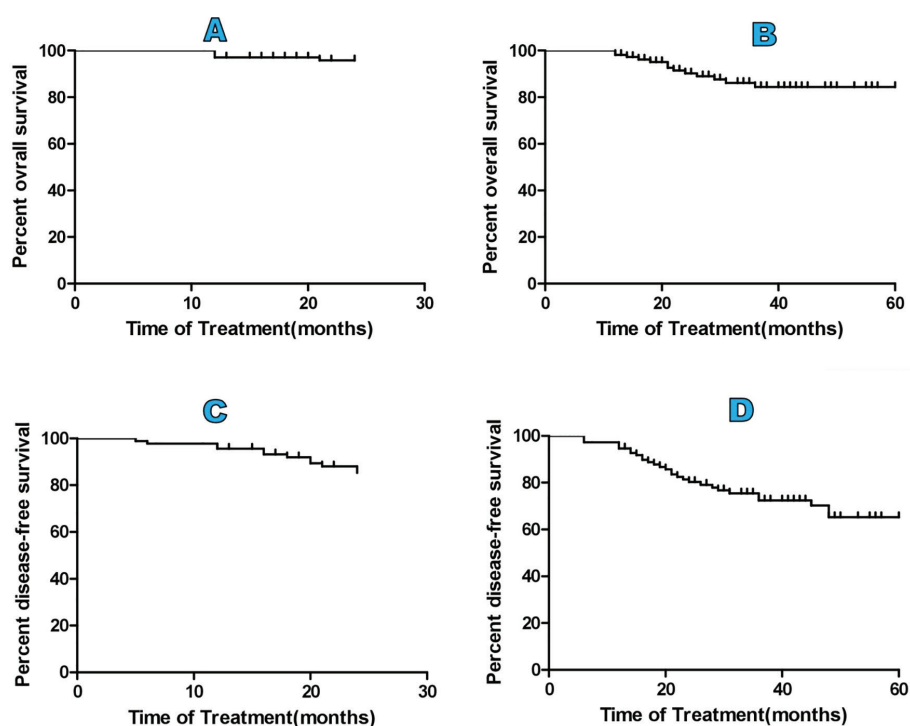 A
Percent ovrall survival
100
80
60
40
20
0
0 10 20 30
Time of Treatment(months)
B
Percent overall survival
100
80
60
40
20
0
0 20 40 60
Time of Treatment(months)
C
Percent disease-free survival
100
80
60
40
20
0
0 10 20 30
Time of Treatment(months)
D
Percent disease-free survival
100
80
60
40
20
0
0 20 40 60
Time of Treatment(months)